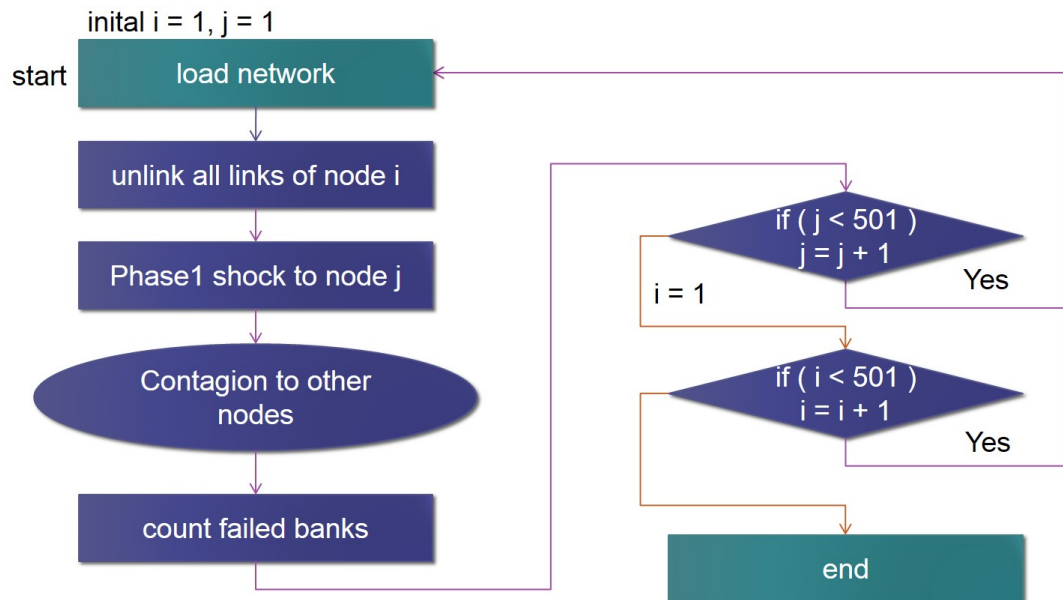 inital i = 1, j = 1
start
load network
unlink all links of node i
Phase1 shock to node j
Contagion to other
nodes
count failed banks
if ( j < 501 )
j = j + 1
Yes
i = 1
if ( i < 501 )
i = i + 1
Yes
end